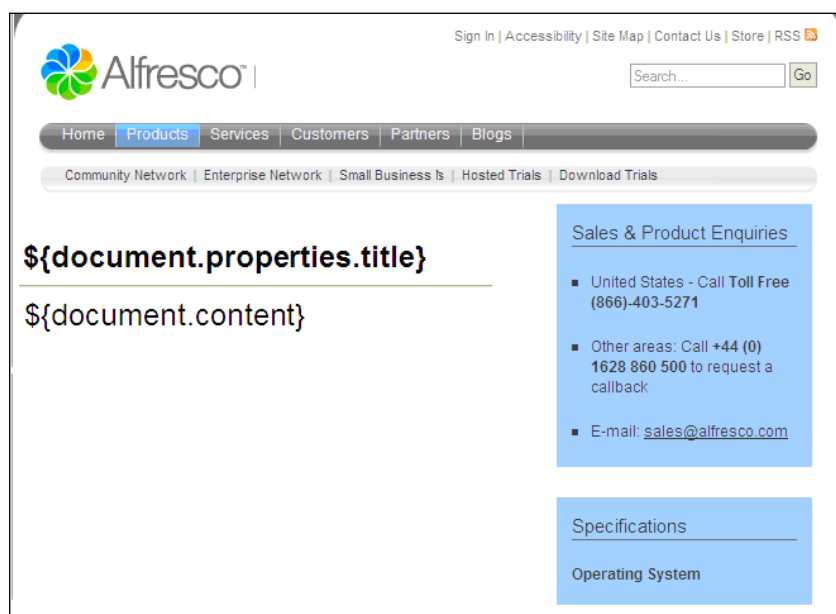 Sign In | Accessibility | Site Map | Contact Us | Store | RSS
Alfresco™
Search...
Go
Home | Products | Services | Customers | Partners | Blogs
Community Network | Enterprise Network | Small Business | Hosted Trials | Download Trials
${document.properties.title}
${document.content}
Sales & Product Enquiries
United States - Call Toll Free
(866)-403-5271
Other areas: Call +44 (0)
1628 860 500 to request a
callback
E-mail: sales@alfresco.com
Specifications
Operating System